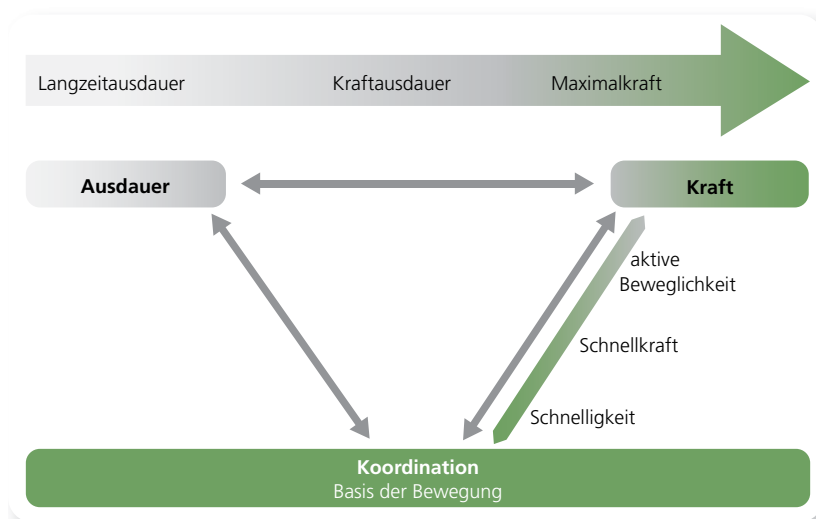 Langzeitausdauer Kraftausdauer Maximalkraft
Ausdauer Kraft
aktive
Beweglichkeit
Schnellkraft
Schnelligkeit
Koordination
Basis der Bewegung